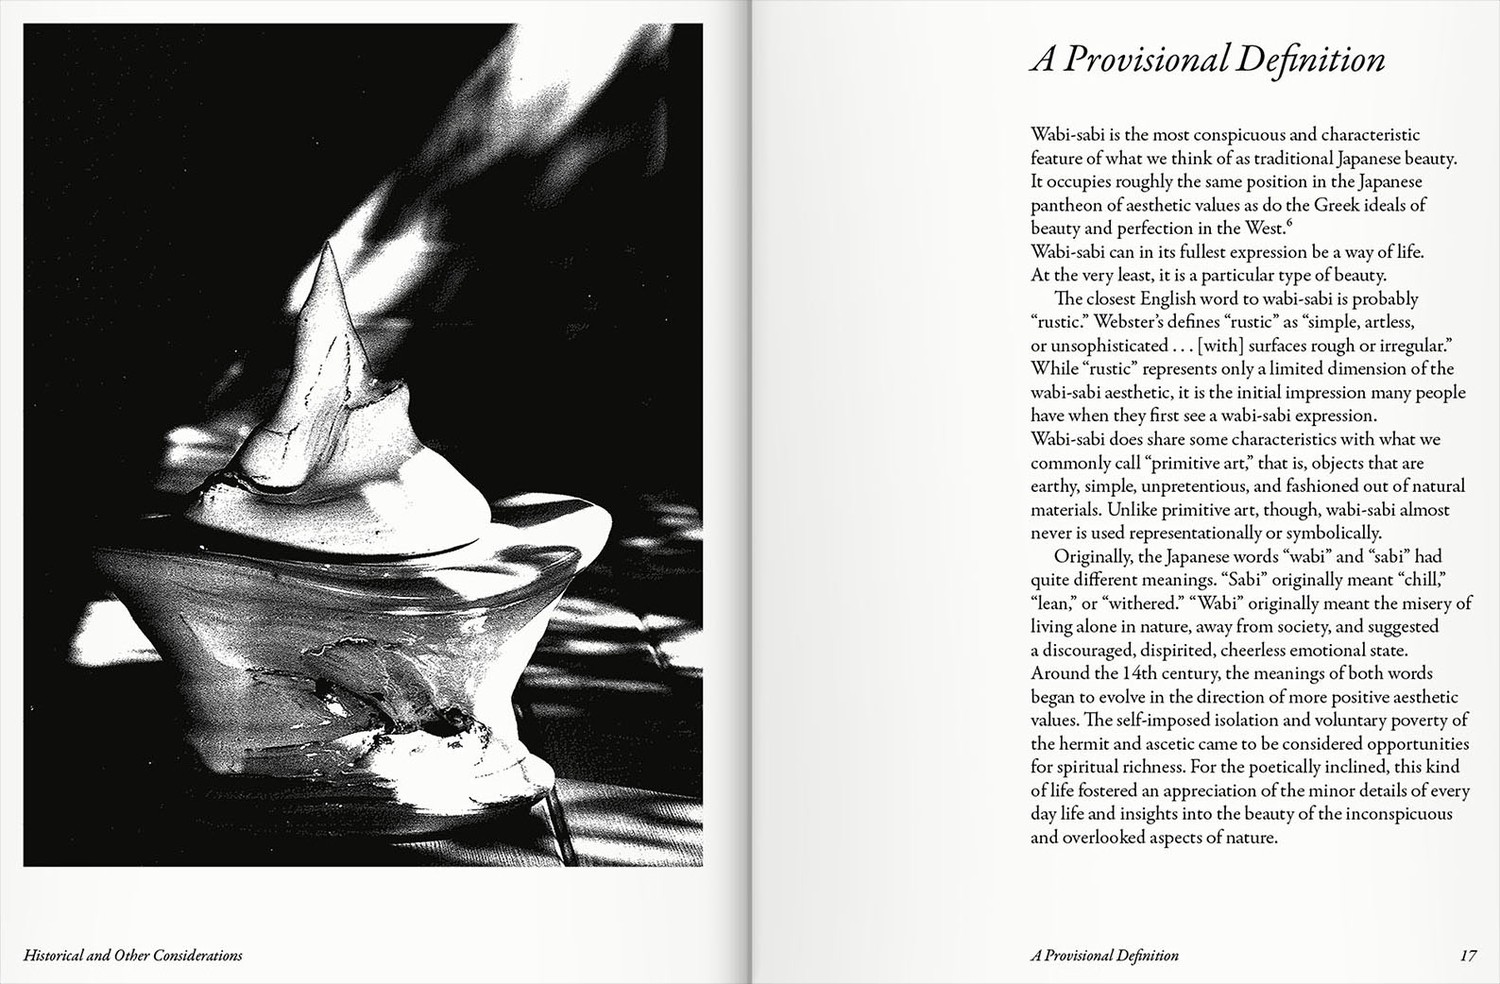 A Provisional Definition
Wabi-sabi is the most conspicuous and characteristic
feature of what we think of as traditional Japanese beauty.
It occupies roughly the same position in the Japanese
pantheon of aesthetic values as do the Greek ideals of
beauty and perfection in the West.⁶
Wabi-sabi can in its fullest expression be a way of life.
At the very least, it is a particular type of beauty.
The closest English word to wabi-sabi is probably
“rustic.” Webster’s defines “rustic” as “simple, artless,
or unsophisticated . . . [with] surfaces rough or irregular.”
While “rustic” represents only a limited dimension of the
wabi-sabi aesthetic, it is the initial impression many people
have when they first see a wabi-sabi expression.
Wabi-sabi does share some characteristics with what we
commonly call “primitive art,” that is, objects that are
earthy, simple, unpretentious, and fashioned out of natural
materials. Unlike primitive art, though, wabi-sabi almost
never is used representationally or symbolically.
Originally, the Japanese words “wabi” and “sabi” had
quite different meanings. “Sabi” originally meant “chill,”
“lean,” or “withered.” “Wabi” originally meant the misery of
living alone in nature, away from society, and suggested
a discouraged, dispirited, cheerless emotional state.
Around the 14th century, the meanings of both words
began to evolve in the direction of more positive aesthetic
values. The self-imposed isolation and voluntary poverty of
the hermit and ascetic came to be considered opportunities
for spiritual richness. For the poetically inclined, this kind
of life fostered an appreciation of the minor details of every
day life and insights into the beauty of the inconspicuous
and overlooked aspects of nature.
Historical and Other Considerations
A Provisional Definition
17